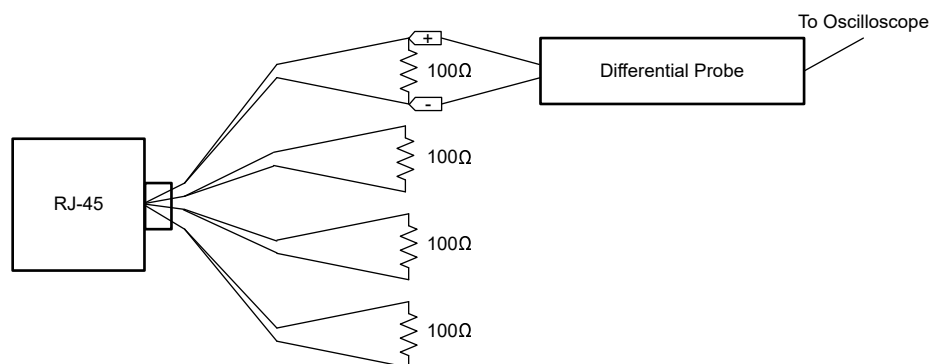 To Oscilloscope
+
100Ω
Differential Probe
-
100Ω
RJ-45
100Ω
100Ω